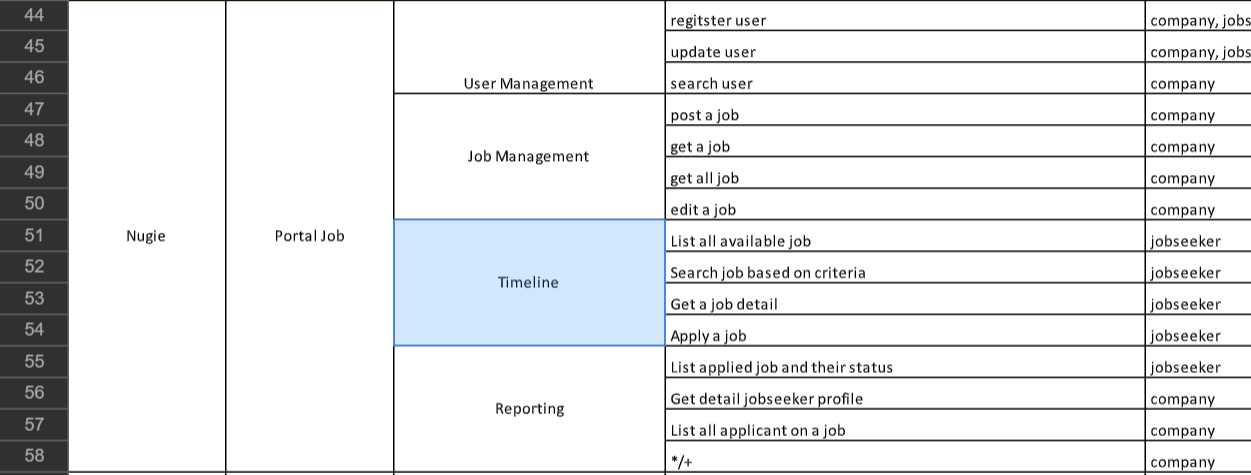 44 regitster user company, jobs
45 update user company, jobs
46 User Management search user company
47 post a job company
48 Job Management get a job company
49 get all job company
50 edit a job company
51 Nugie Portal Job List all available job jobseeker
52 Timeline Search job based on criteria jobseeker
53 Get a job detail jobseeker
54 Apply a job jobseeker
55 List applied job and their status jobseeker
56 Reporting Get detail jobseeker profile company
57 List all applicant on a job company
58 */+ company